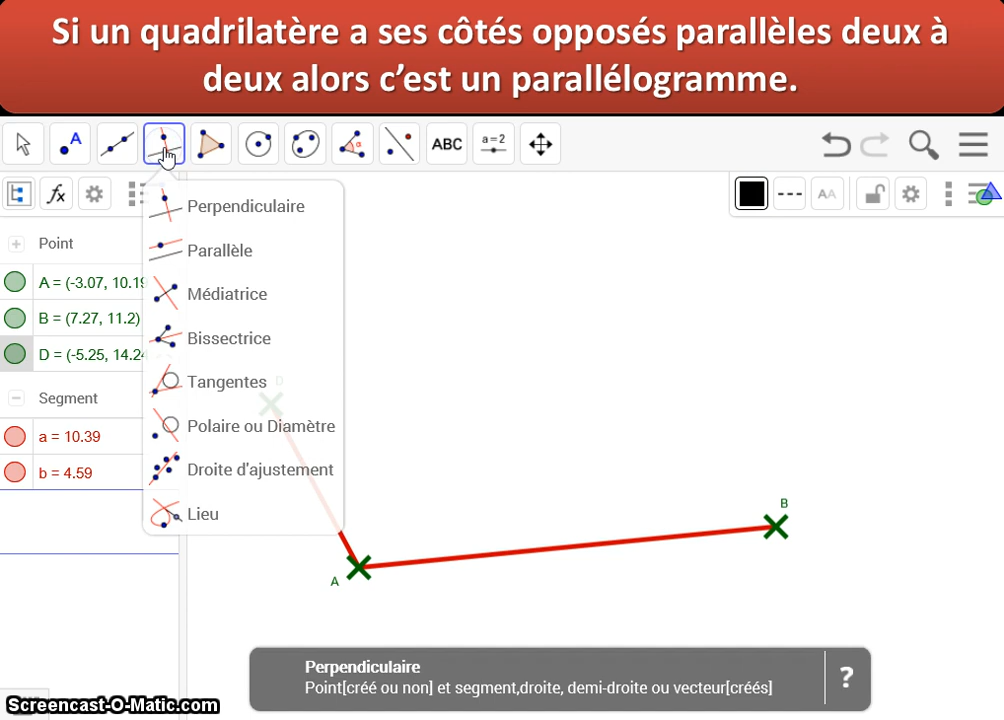 Si un quadrilatère a ses côtés opposés parallèles deux à
deux alors c’est un parallélogramme.
A
α
ABC
a=2
fx
AA
Point
A = (-3.07, 10.19
B = (7.27, 11.2)
D = (-5.25, 14.24
Segment
a = 10.39
b = 4.59
Perpendiculaire
Parallèle
Médiatrice
Bissectrice
Tangentes
Polaire ou Diamètre
Droite d'ajustement
Lieu
D
B
A
Perpendiculaire
Point[créé ou non] et segment,droite, demi-droite ou vecteur[créés]
?
Screencast-O-Matic.com